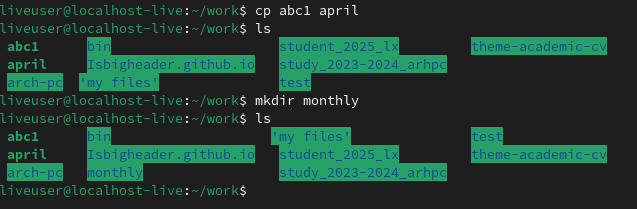 liveuser@localhost-live:~/work$ cp abc1 april
liveuser@localhost-live:~/work$ ls
abc1 bin student_2025_lx theme-academic-cv
april Isbigheader.github.io study_2023-2024_arhpc
arch-pc 'my files' test
liveuser@localhost-live:~/work$ mkdir monthly
liveuser@localhost-live:~/work$ ls
abc1 bin 'my files' test
april Isbigheader.github.io student_2025_lx theme-academic-cv
arch-pc monthly study_2023-2024_arhpc
liveuser@localhost-live:~/work$